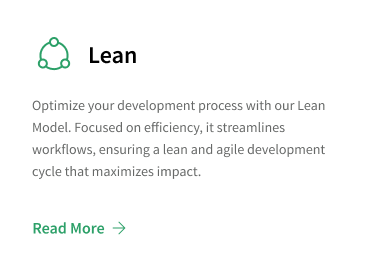 Lean
Optimize your development process with our Lean
Model. Focused on efficiency, it streamlines
workflows, ensuring a lean and agile development
cycle that maximizes impact.
Read More →